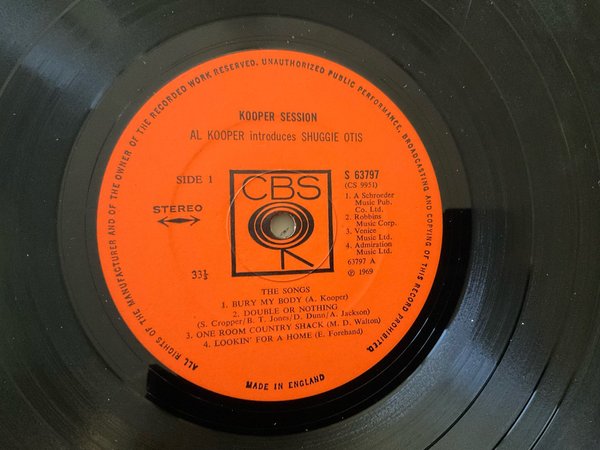 ALL RIGHTS OF THE MANUFACTURER AND OF THE OWNER OF THE RECORDED WORK RESERVED. UNAUTHORIZED PUBLIC PERFORMANCE, BROADCASTING AND COPYING OF THIS RECORD PROHIBITED.
KOOPER SESSION
AL KOOPER introduces SHUGGIE OTIS
SIDE 1
STEREO
33⅓
CBS
S 63797
(CS 9951)
1. A Schroeder
Music Pub.
Co. Ltd.
2. Robbins
Music Corp.
3. Venice
Music Ltd.
4. Admiration
Music Ltd.
63797 A
℗ 1969
THE SONGS
1. BURY MY BODY (A. Kooper)
2. DOUBLE OR NOTHING
(S. Cropper/B. T. Jones/D. Dunn/A. Jackson)
3. ONE ROOM COUNTRY SHACK (M. D. Walton)
4. LOOKIN' FOR A HOME (E. Forehand)
MADE IN ENGLAND